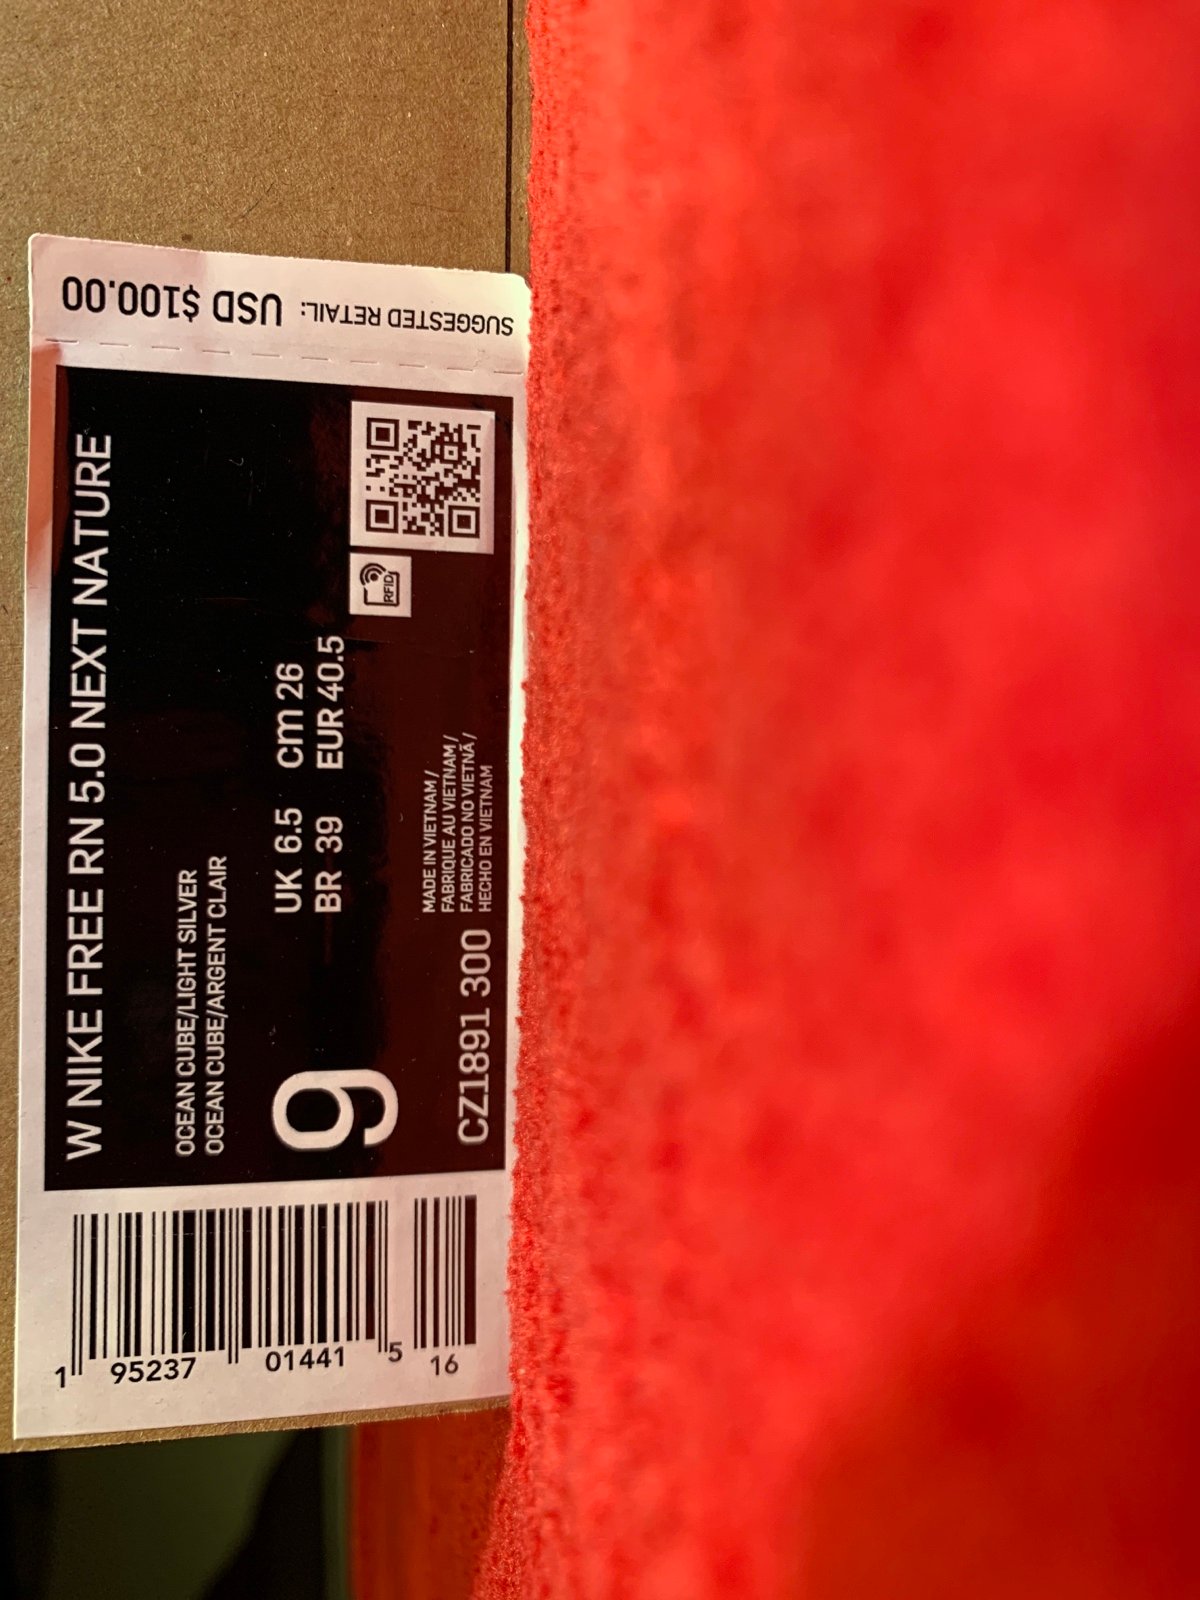 W NIKE FREE RN 5.0 NEXT NATURE
OCEAN CUBE/LIGHT SILVER
OCEAN CUBE/ARGENT CLAIR
9
UK 6.5 cm 26
BR 39 EUR 40.5
RFID
CZ1891 300
MADE IN VIETNAM /
FABRIQUE AU VIETNAM /
FABRICADO NO VIETNÃ /
HECHO EN VIETNAM
1 95237 01441 5 16
SUGGESTED RETAIL: USD $100.00